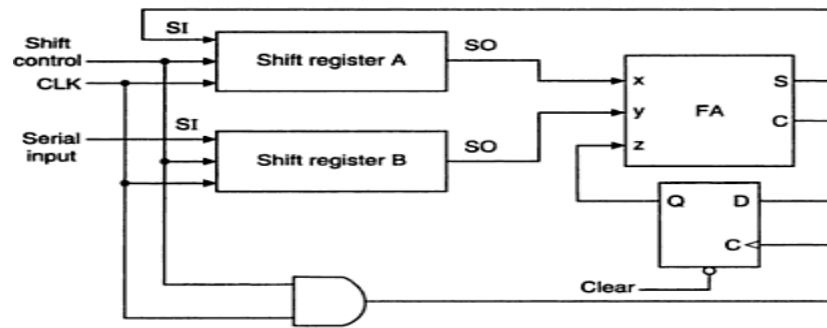 SI
Shift control
CLK
Shift register A
SO
x
y
z
FA
S
C
Serial input
SI
Shift register B
SO
Q
D
C
Clear